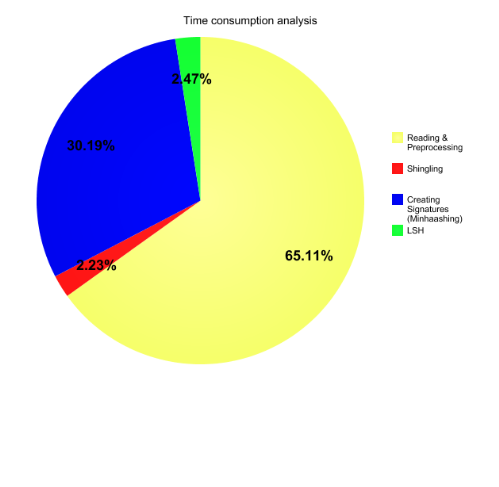 Time consumption analysis
2.47%
30.19%
2.23%
65.11%
Reading &
Preprocessing
Shingling
Creating
Signatures
(Minhaashing)
LSH